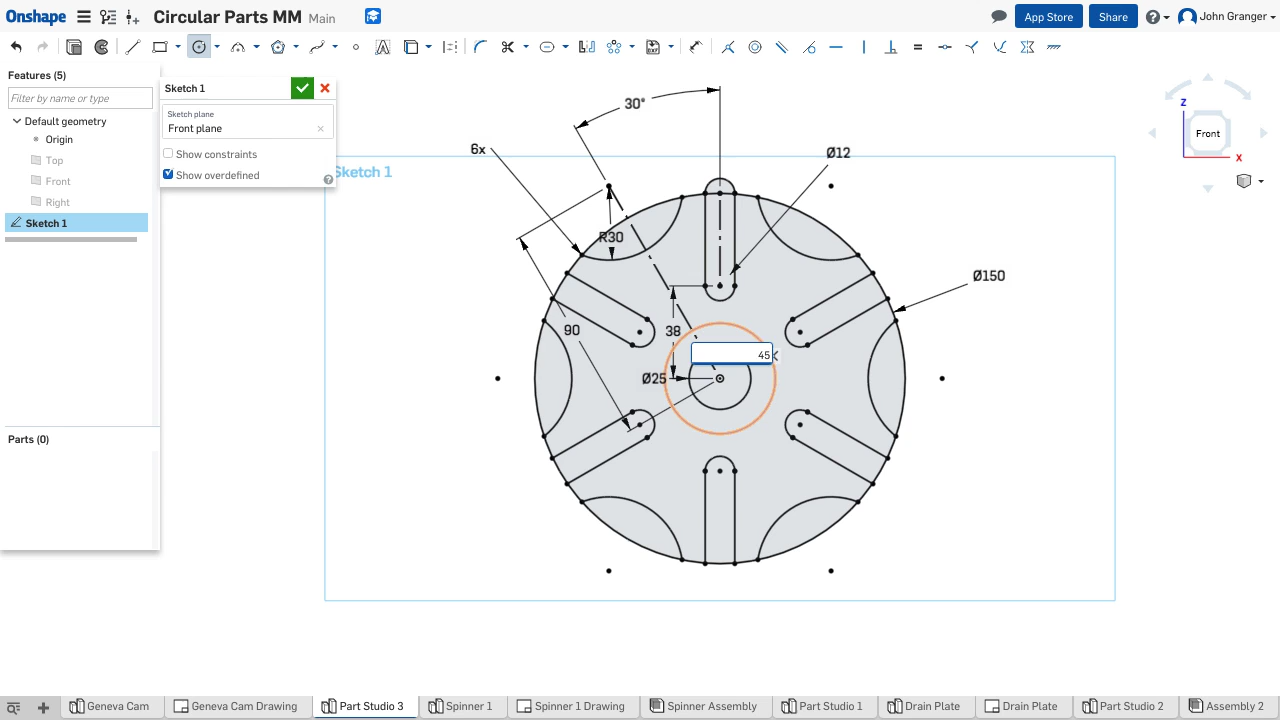 Onshape
Circular Parts MM Main
App Store
Share
John Granger
Features (5)
Filter by name or type
Default geometry
Origin
Top
Front
Right
Sketch 1
Parts (0)
Sketch 1
Sketch plane
Front plane
Show constraints
Show overdefined
Sketch 1
30°
6x
Ø12
R30
Ø150
90
38
45
Ø25
Z
Front
X
Geneva Cam
Geneva Cam Drawing
Part Studio 3
Spinner 1
Spinner 1 Drawing
Spinner Assembly
Part Studio 1
Drain Plate
Drain Plate
Part Studio 2
Assembly 2